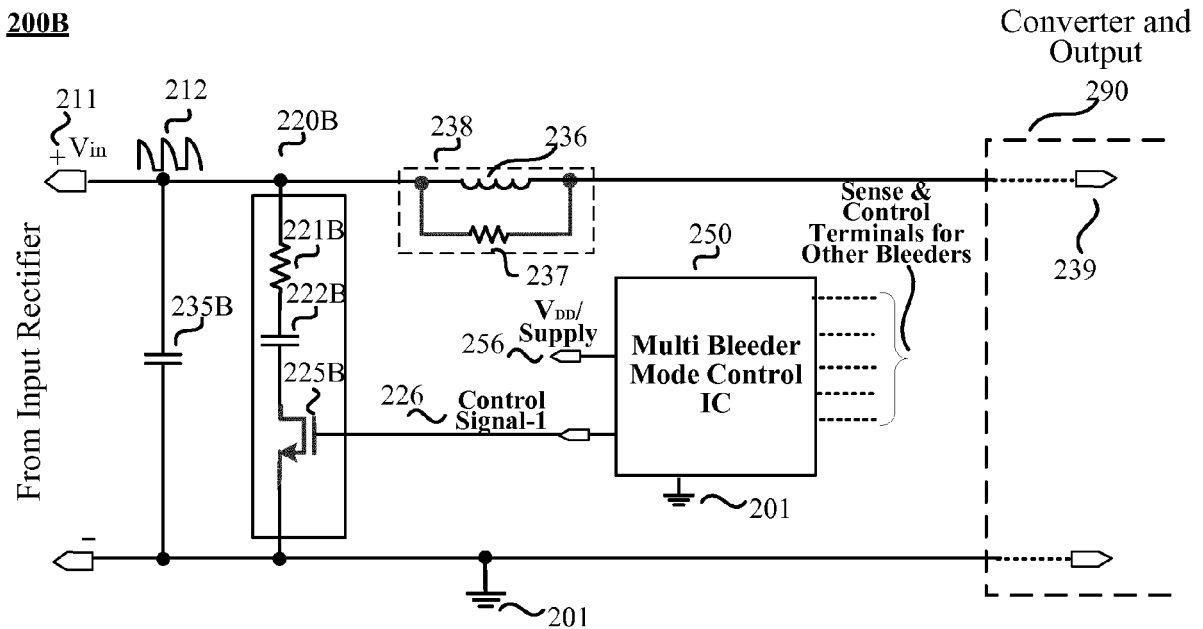 200B
Converter and
Output
290
211
212
+
Vin
220B
238
236
237
221B
222B
235B
225B
From Input Rectifier
250
Sense &
Control
Terminals for
Other Bleeders
239
VDD/
Supply
256
Multi Bleeder
Mode Control
IC
226
Control
Signal-1
201
-
201